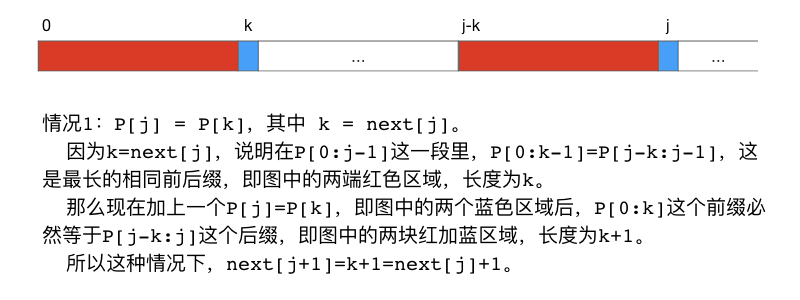 0 k j-k j
... ...
情况1：P[j] = P[k]，其中 k = next[j]。
因为k=next[j]，说明在P[0:j-1]这一段里，P[0:k-1]=P[j-k:j-1]，这
是最长的相同前后缀，即图中的两端红色区域，长度为k。
那么现在加上一个P[j]=P[k]，即图中的两个蓝色区域后，P[0:k]这个前缀必
然等于P[j-k:j]这个后缀，即图中的两块红加蓝区域，长度为k+1。
所以这种情况下，next[j+1]=k+1=next[j]+1。